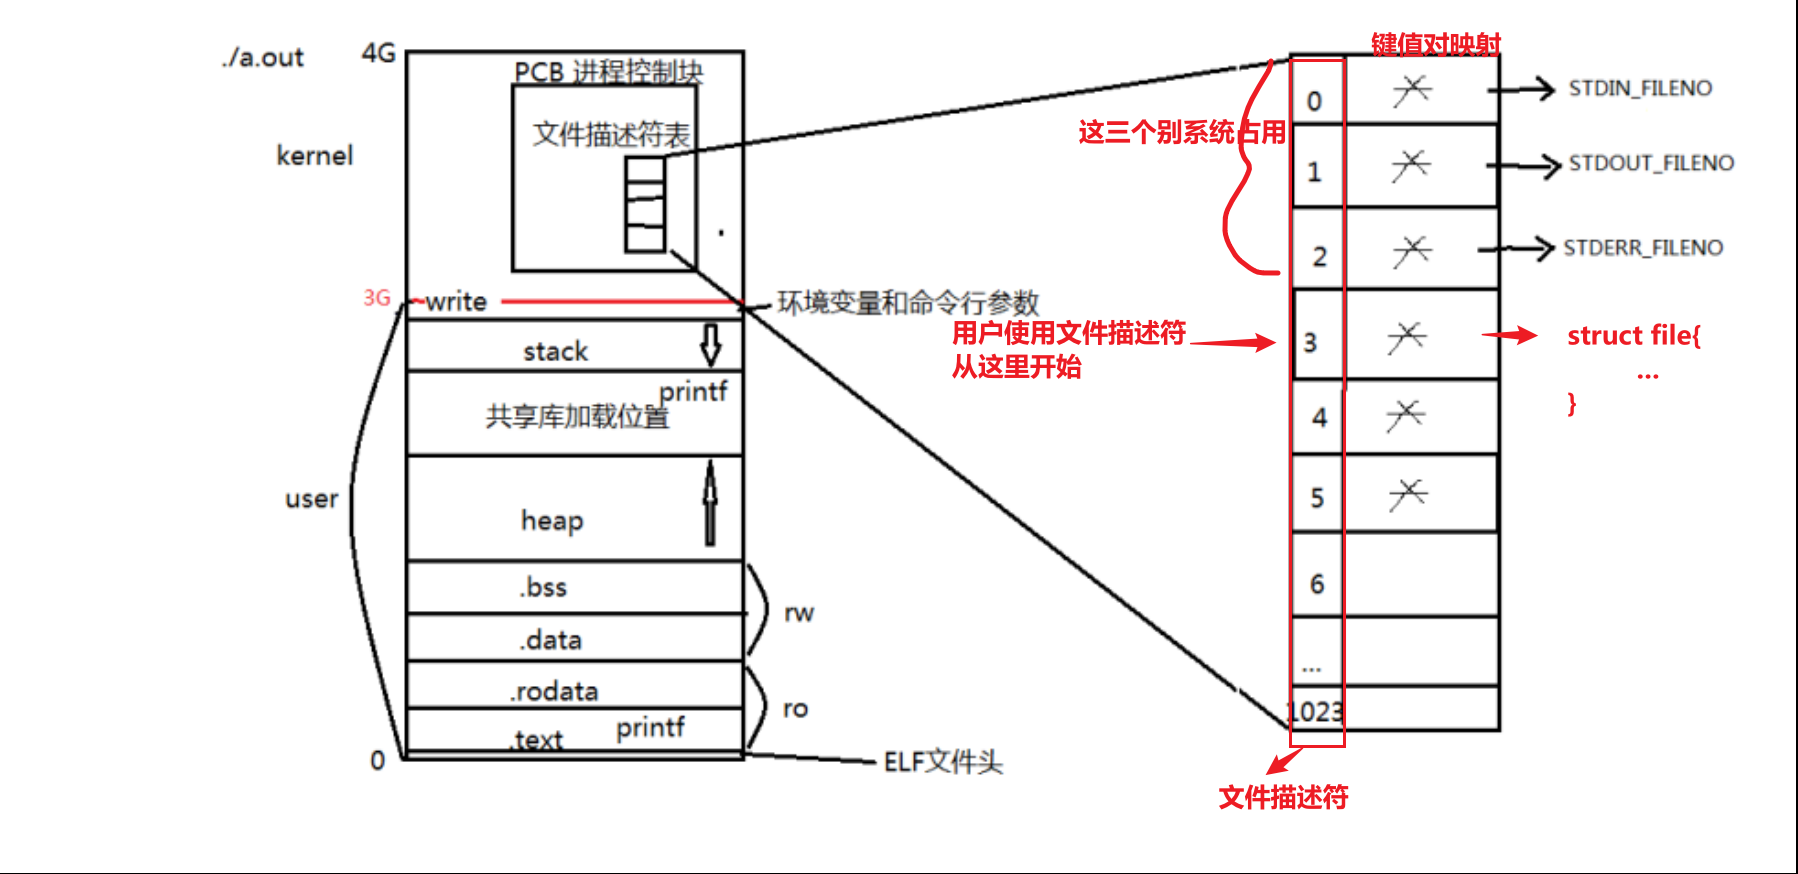 ./a.out
4G
PCB 进程控制块
文件描述符表
kernel
3G
~write
环境变量和命令行参数
stack
printf
共享库加载位置
user
heap
.bss
rw
.data
.rodata
ro
printf
.text
0
ELF文件头
键值对映射
0
STDIN_FILENO
这三个别系统占用
1
STDOUT_FILENO
2
STDERR_FILENO
用户使用文件描述符
从这里开始
3
struct file{
...
}
4
5
6
...
1023
文件描述符